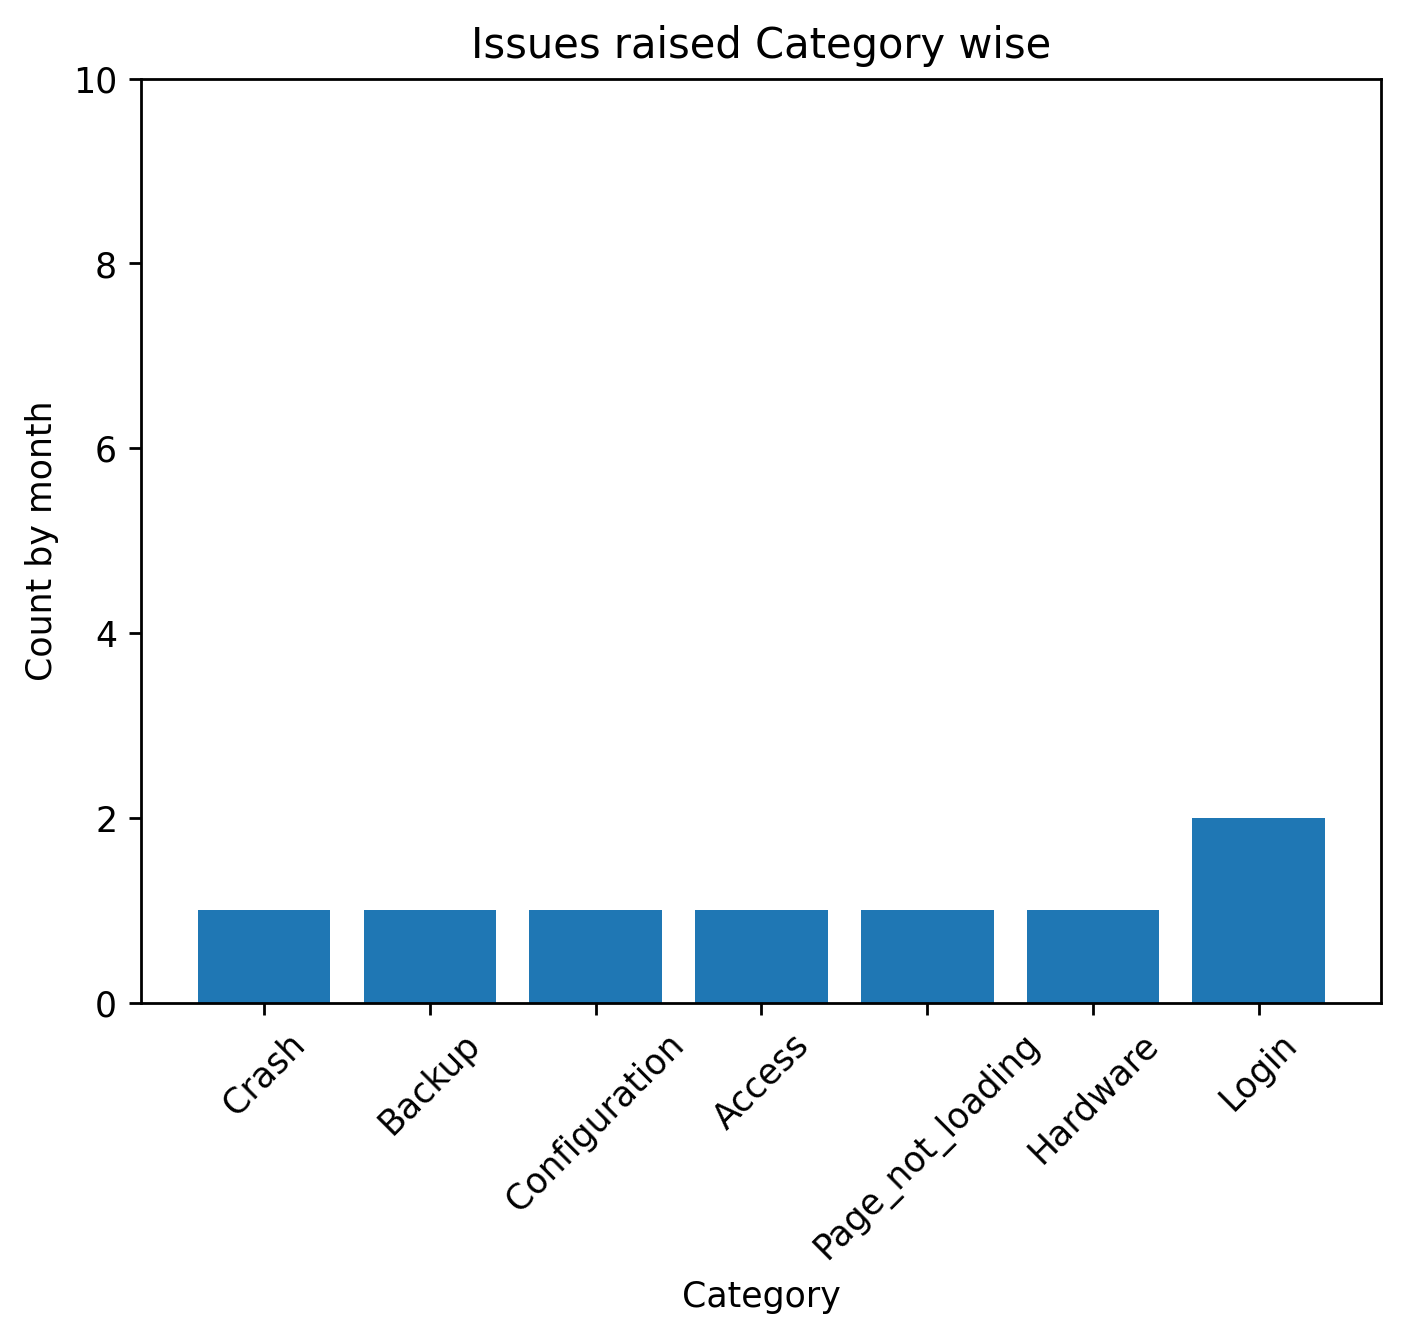 Issues raised Category wise
10
8
6
4
2
0
Count by month
Crash
Backup
Configuration
Access
Page_not_loading
Hardware
Login
Category